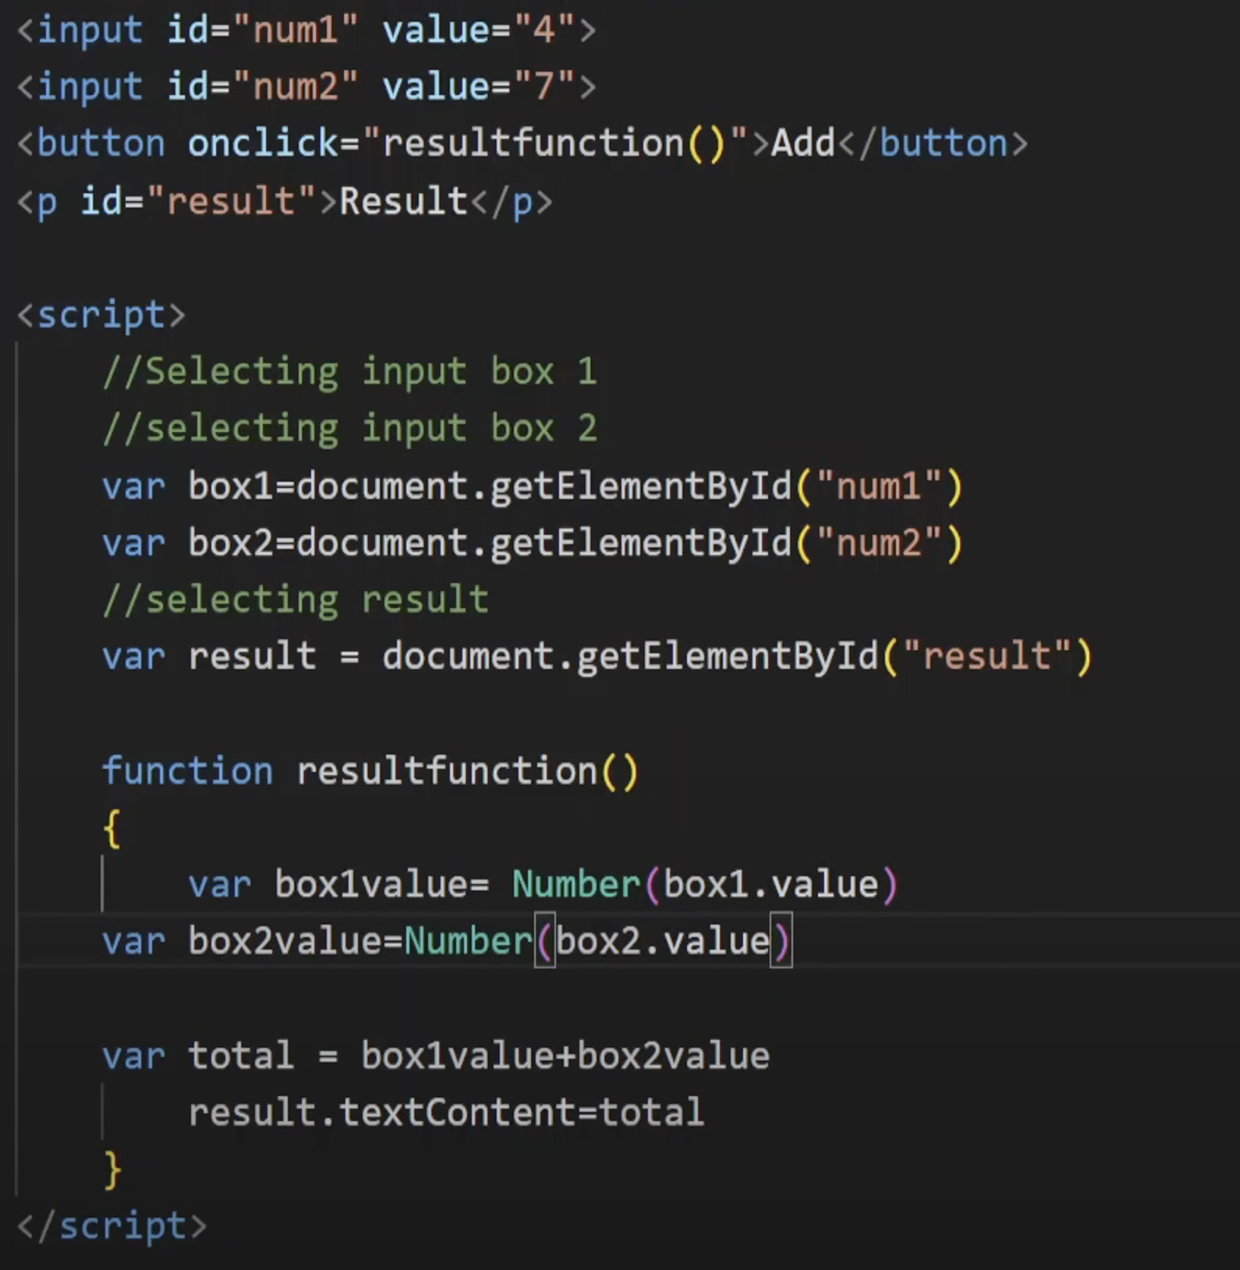 <input id="num1" value="4">
<input id="num2" value="7">
<button onclick="resultfunction()">Add</button>
<p id="result">Result</p>
<script>
//Selecting input box 1
//selecting input box 2
var box1=document.getElementById("num1")
var box2=document.getElementById("num2")
//selecting result
var result = document.getElementById("result")
function resultfunction()
{
var box1value= Number(box1.value)
var box2value=Number(box2.value)
var total = box1value+box2value
result.textContent=total
}
</script>